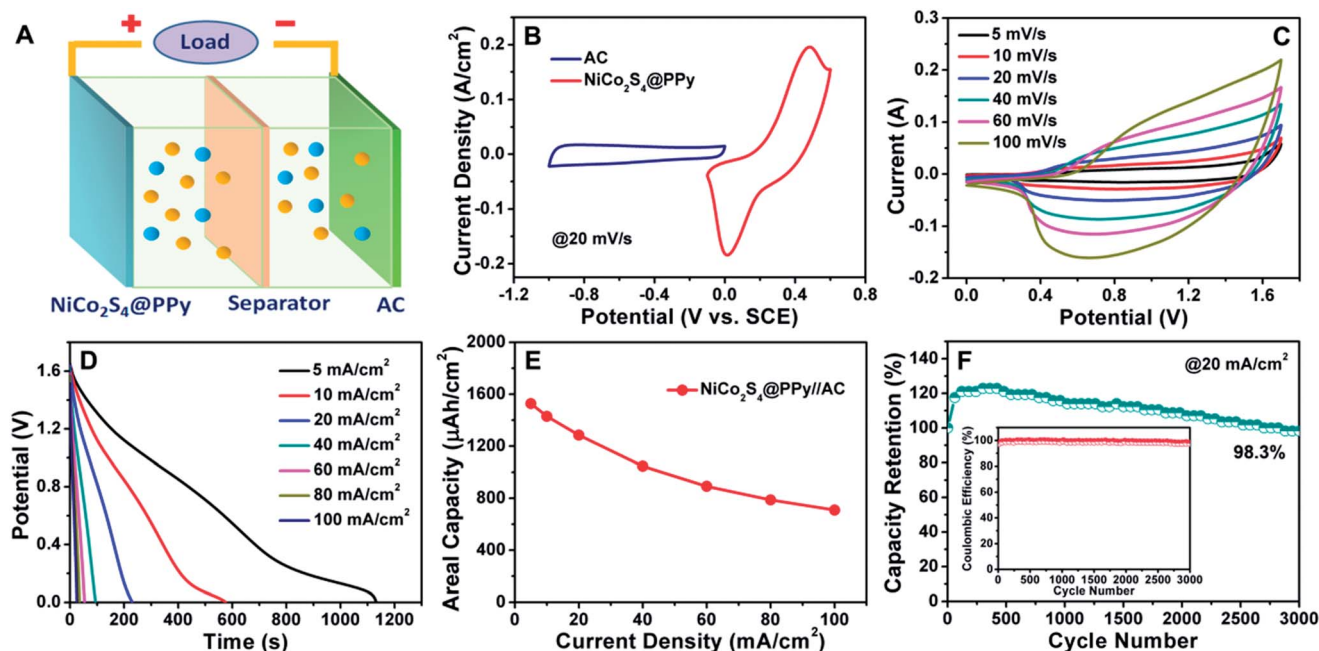 A
+
Load
−
NiCo₂S₄@PPy
Separator
AC
B
AC
NiCo₂S₄@PPy
@20 mV/s
Current Density (A/cm²)
0.2
0.1
0.0
-0.1
-0.2
-1.2 -0.8 -0.4 0.0 0.4 0.8
Potential (V vs. SCE)
C
5 mV/s
10 mV/s
20 mV/s
40 mV/s
60 mV/s
100 mV/s
Current (A)
0.3
0.2
0.1
0.0
-0.1
-0.2
0.0 0.4 0.8 1.2 1.6
Potential (V)
D
5 mA/cm²
10 mA/cm²
20 mA/cm²
40 mA/cm²
60 mA/cm²
80 mA/cm²
100 mA/cm²
Potential (V)
1.6
1.2
0.8
0.4
0.0
0 200 400 600 800 1000 1200
Time (s)
E
NiCo₂S₄@PPy//AC
Areal Capacity (μAh/cm²)
2000
1600
1200
800
400
0
0 20 40 60 80 100
Current Density (mA/cm²)
F
@20 mA/cm²
98.3%
Capacity Retention (%)
140
120
100
80
60
40
20
0
0 500 1000 1500 2000 2500 3000
Cycle Number
Coulombic Efficiency (%)
100
80
60
40
20
0
0 500 1000 1500 2000 2500 3000
Cycle Number